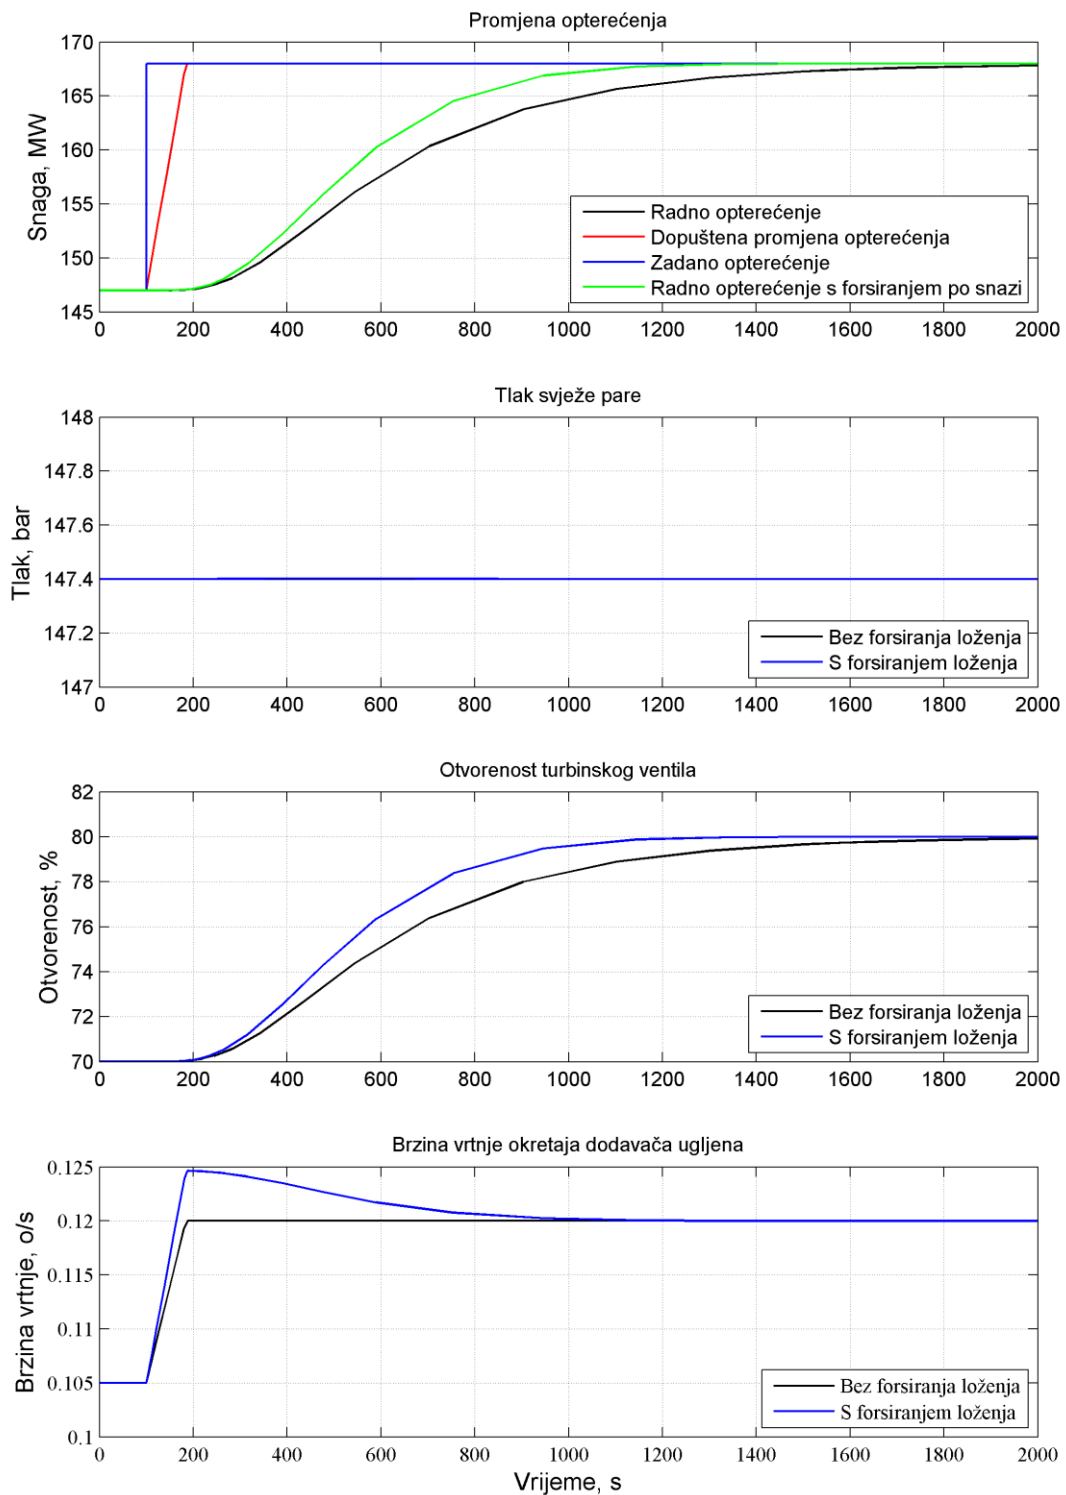 Promjena opterećenja
170
165
160
155
150
145
Snaga, MW
Radno opterećenje
Dopuštena promjena opterećenja
Zadano opterećenje
Radno opterećenje s forsiranjem po snazi
0 200 400 600 800 1000 1200 1400 1600 1800 2000
Tlak svježe pare
148
147.8
147.6
147.4
147.2
147
Tlak, bar
Bez forsiranja loženja
S forsiranjem loženja
0 200 400 600 800 1000 1200 1400 1600 1800 2000
Otvorenost turbinskog ventila
82
80
78
76
74
72
70
Otvorenost, %
Bez forsiranja loženja
S forsiranjem loženja
0 200 400 600 800 1000 1200 1400 1600 1800 2000
Brzina vrtnje okretaja dodavača ugljena
0.125
0.12
0.115
0.11
0.105
0.1
Brzina vrtnje, o/s
Bez forsiranja loženja
S forsiranjem loženja
0 200 400 600 800 1000 1200 1400 1600 1800 2000
Vrijeme, s